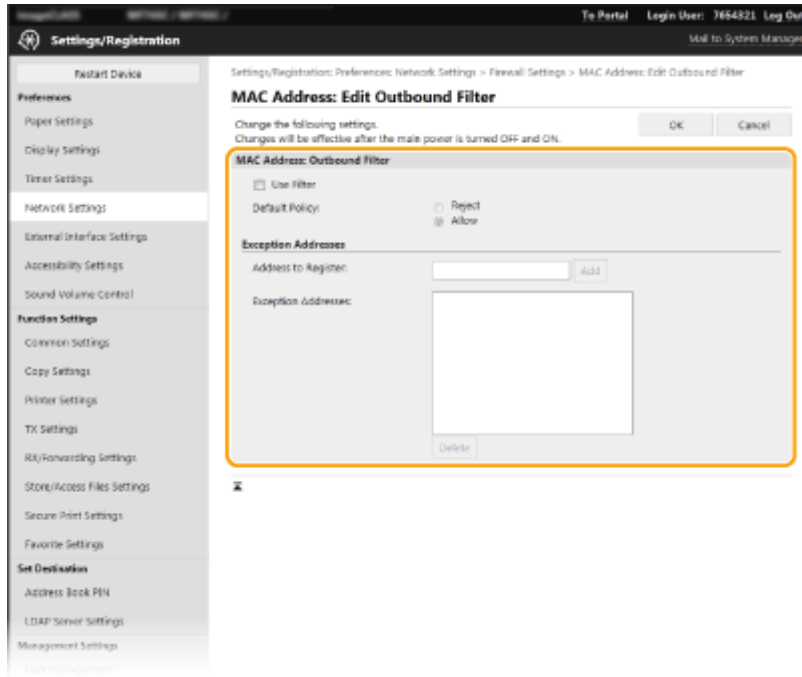 To Portal Login User: 7654321 Log Out
Settings/Registration
Mail to System Manager
Restart Device
Preferences
Paper Settings
Display Settings
Timer Settings
Network Settings
External Interface Settings
Accessibility Settings
Sound Volume Control
Function Settings
Common Settings
Copy Settings
Printer Settings
TX Settings
RX/Forwarding Settings
Store/Access Files Settings
Secure Print Settings
Favorite Settings
Set Destination
Address Book PIN
LDAP Server Settings
Management Settings
Settings/Registration: Preferences: Network Settings > Firewall Settings > MAC Address: Edit Outbound Filter
MAC Address: Edit Outbound Filter
Change the following settings.
Changes will be effective after the main power is turned OFF and ON.
OK Cancel
MAC Address: Outbound Filter
Use Filter
Default Policy: Reject
Allow
Exception Addresses
Address to Register: Add
Exception Addresses:
Delete